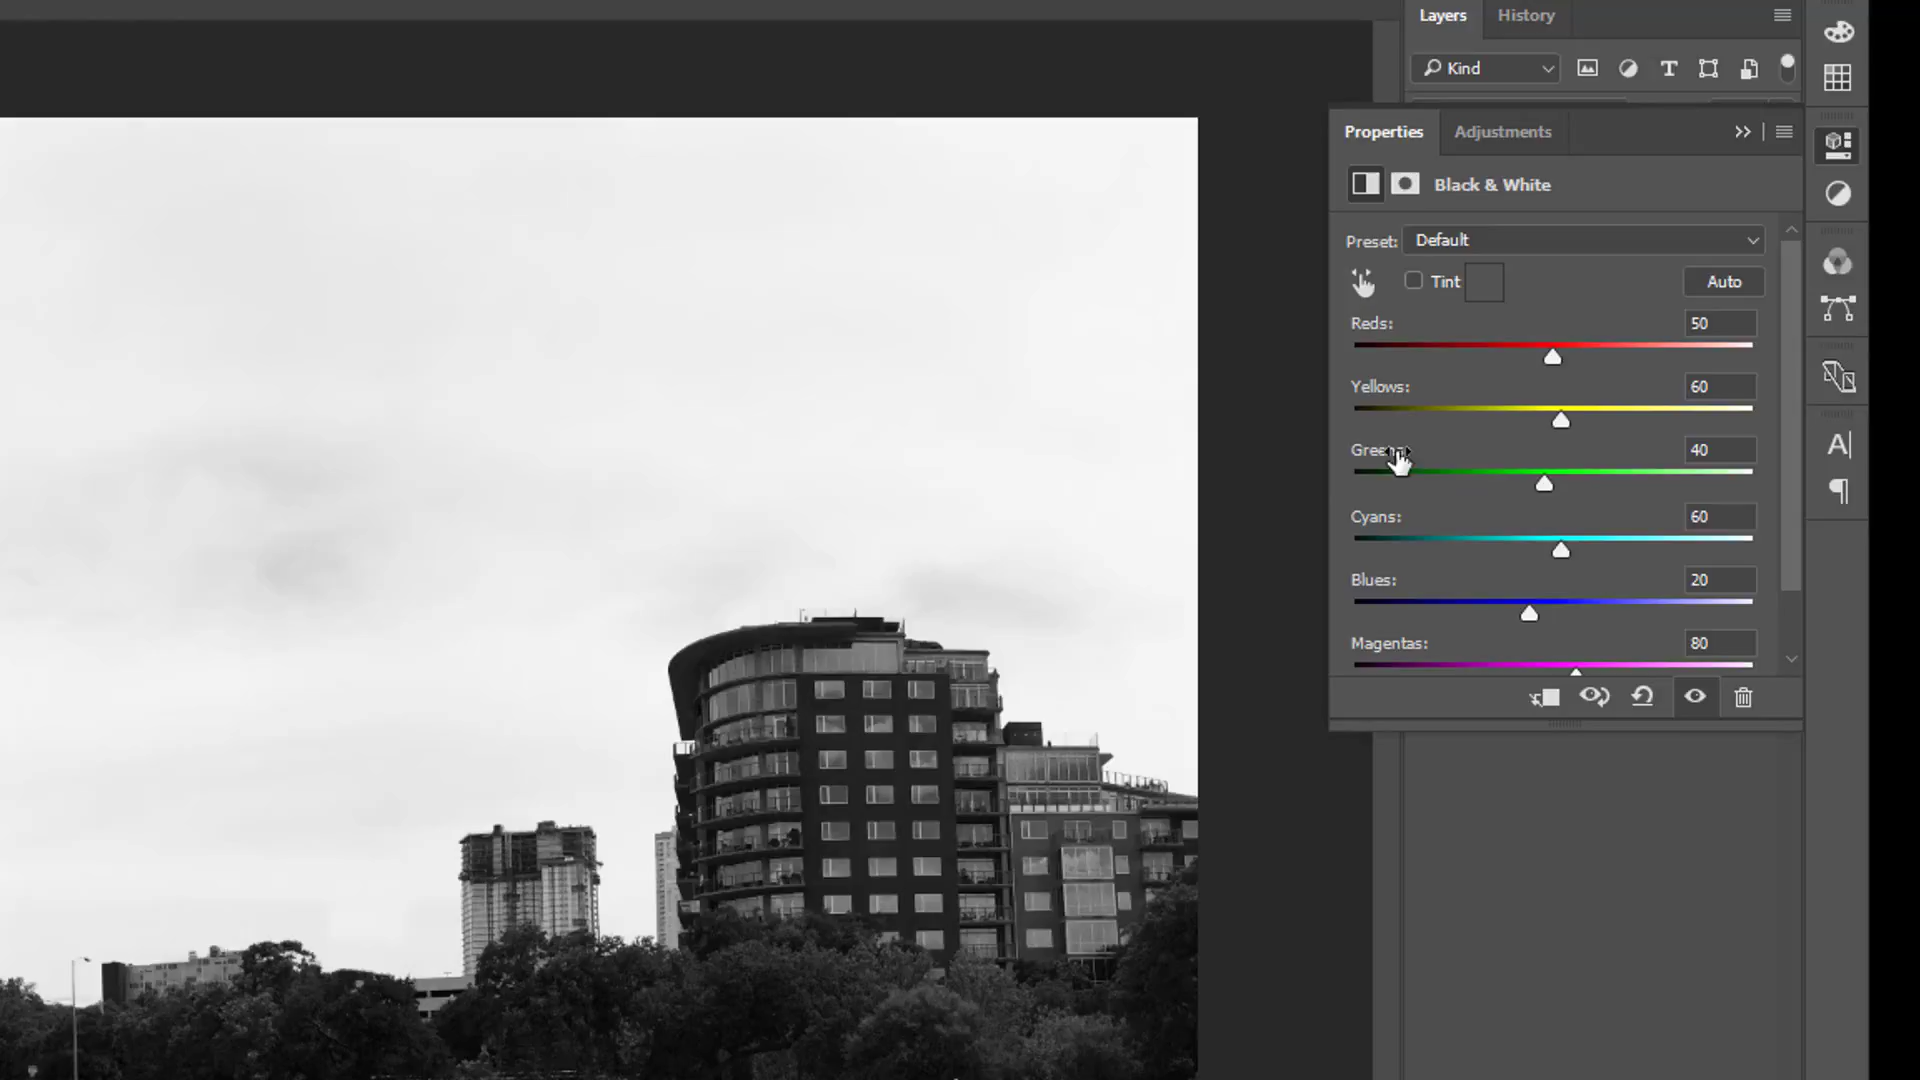 Layers History
Kind
Properties Adjustments
Black & White
Preset: Default
Tint Auto
Reds: 50
Yellows: 60
40
Cyans: 60
Blues: 20
Magentas: 80